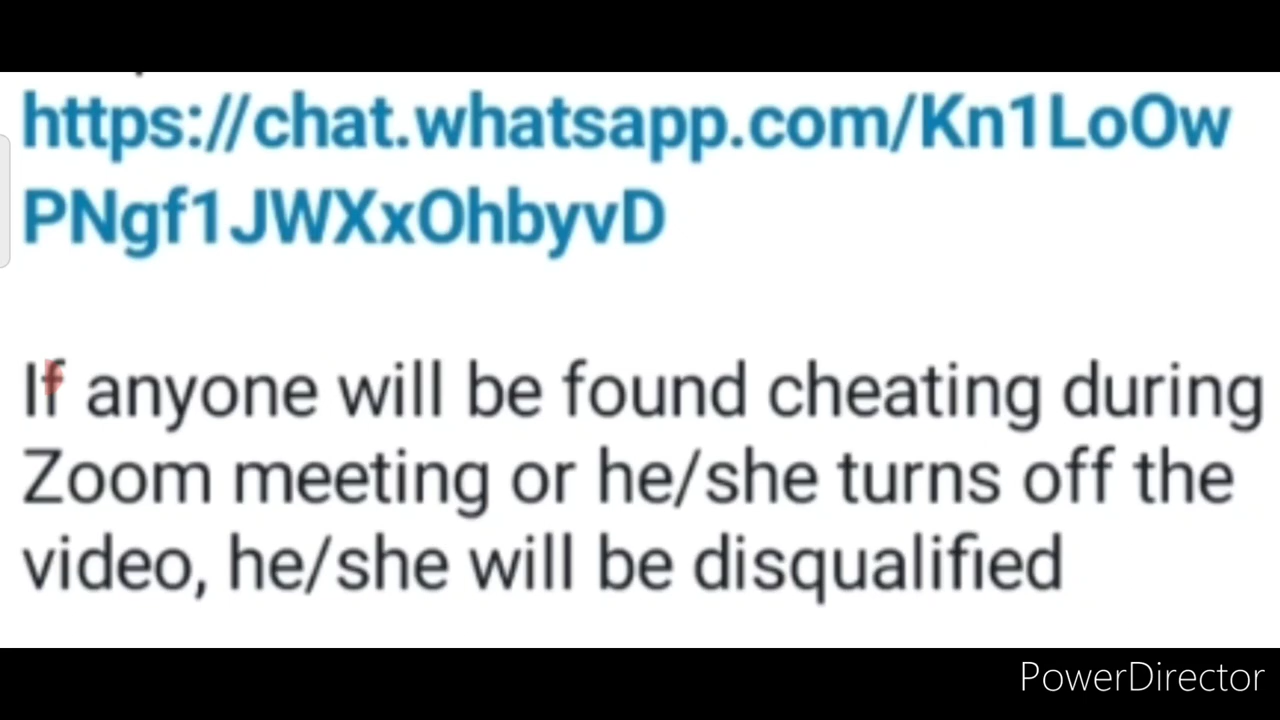 https://chat.whatsapp.com/Kn1LoOw
PNgf1JWXxOhbyvD
If anyone will be found cheating during
Zoom meeting or he/she turns off the
video, he/she will be disqualified
PowerDirector